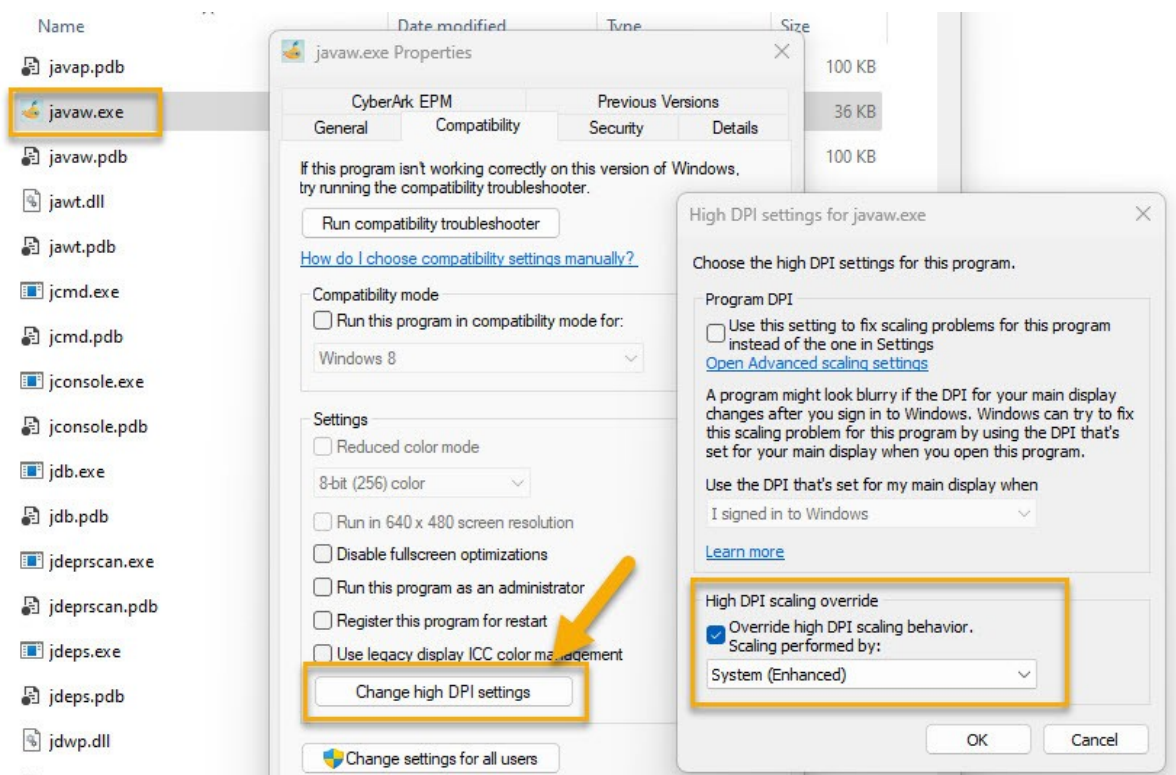 Name Date modified Type Size
javap.pdb 100 KB
javaw.exe 36 KB
javaw.pdb 100 KB
jawt.dll
jawt.pdb
jcmd.exe
jcmd.pdb
jconsole.exe
jconsole.pdb
jdb.exe
jdb.pdb
jdeprscan.exe
jdeprscan.pdb
jdeps.exe
jdeps.pdb
jdwp.dll
javaw.exe Properties
CyberArk EPM Previous Versions
General Compatibility Security Details
If this program isn't working correctly on this version of Windows,
try running the compatibility troubleshooter.
Run compatibility troubleshooter
How do I choose compatibility settings manually?
Compatibility mode
Run this program in compatibility mode for:
Windows 8
Settings
Reduced color mode
8-bit (256) color
Run in 640 x 480 screen resolution
Disable fullscreen optimizations
Run this program as an administrator
Register this program for restart
Use legacy display ICC color management
Change high DPI settings
Change settings for all users
High DPI settings for javaw.exe
Choose the high DPI settings for this program.
Program DPI
Use this setting to fix scaling problems for this program
instead of the one in Settings
Open Advanced scaling settings
A program might look blurry if the DPI for your main display
changes after you sign in to Windows. Windows can try to fix
this scaling problem for this program by using the DPI that's
set for your main display when you open this program.
Use the DPI that's set for my main display when
I signed in to Windows
Learn more
High DPI scaling override
Override high DPI scaling behavior.
Scaling performed by:
System (Enhanced)
OK Cancel